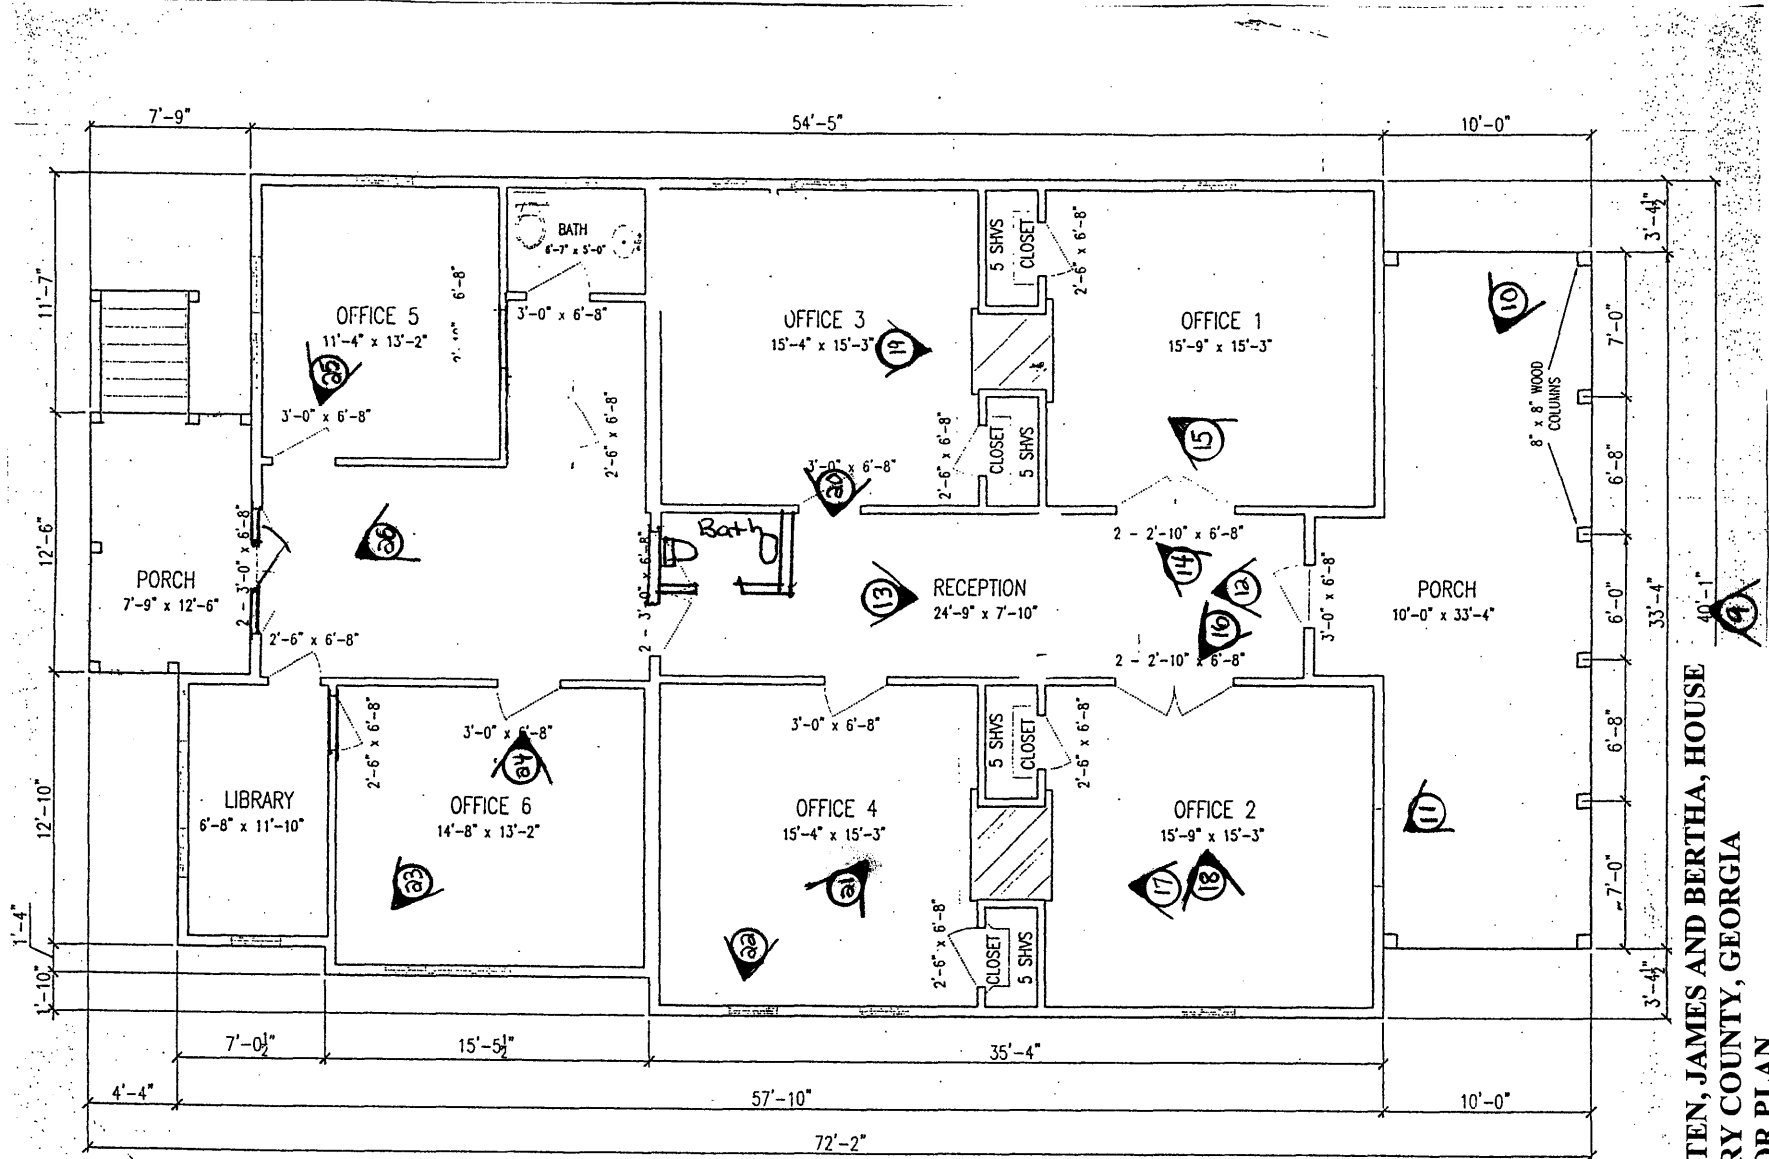 7'-9"
54'-5"
10'-0"
11'-7"
12'-6"
12'-10"
1'-4"
1'-10"
BATH
6'-7" x 5'-0"
3'-0" x 6'-8"
OFFICE 5
11'-4" x 13'-2"
6'-8"
25
3'-0" x 6'-8"
OFFICE 3
15'-4" x 15'-3"
19
5 SHVS
CLOSET
2'-6" x 6'-8"
OFFICE 1
15'-9" x 15'-3"
10
8" x 8" WOOD
COLUMNS
3'-4½"
7'-0"
6'-8"
6'-0"
6'-8"
7'-0"
3'-4½"
33'-4"
40'-1"
9
2'-6" x 6'-8"
2'-6" x 6'-8"
CLOSET
5 SHVS
3'-0" x 6'-8"
20
15
26
2 - 3'-0" x 6'-8"
PORCH
7'-9" x 12'-6"
Bath
2 - 3'-0" x 6'-8"
13
RECEPTION
24'-9" x 7'-10"
2 - 2'-10" x 6'-8"
14
12
16
2 - 2'-10" x 6'-8"
3'-0" x 6'-8"
PORCH
10'-0" x 33'-4"
2'-6" x 6'-8"
2'-6" x 6'-8"
3'-0" x 6'-8"
24
3'-0" x 6'-8"
5 SHVS
CLOSET
2'-6" x 6'-8"
LIBRARY
6'-8" x 11'-10"
OFFICE 6
14'-8" x 13'-2"
23
OFFICE 4
15'-4" x 15'-3"
21
22
OFFICE 2
15'-9" x 15'-3"
17
18
11
2'-6" x 6'-8"
CLOSET
5 SHVS
7'-0½"
15'-5½"
35'-4"
4'-4"
57'-10"
10'-0"
72'-2"
TEN, JAMES AND BERTHA, HOUSE
RY COUNTY, GEORGIA
OR PLAN